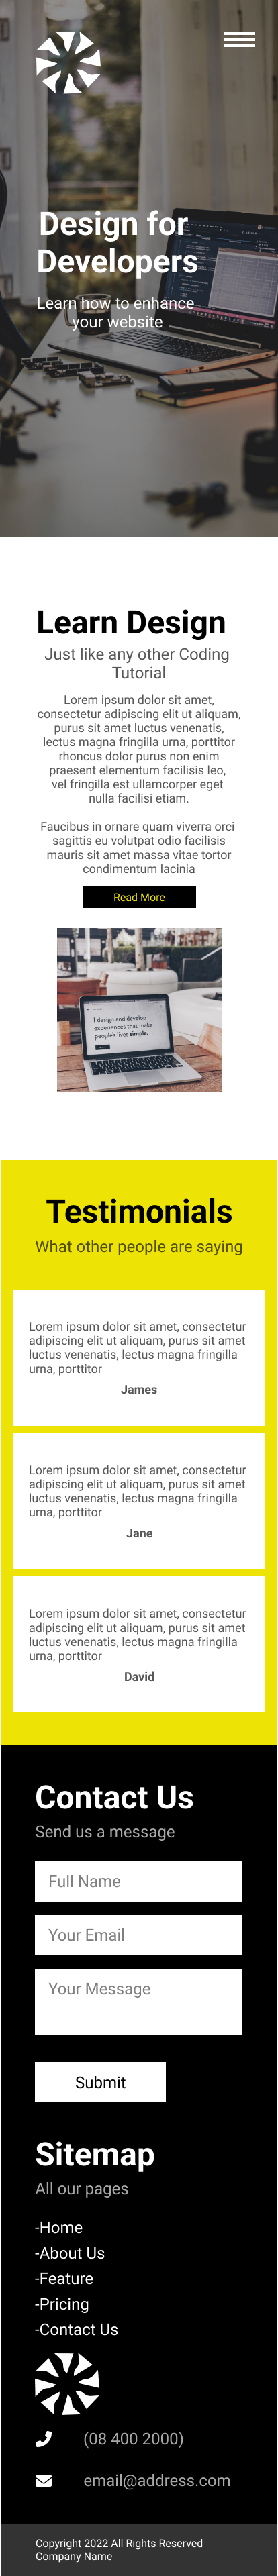 Design for
Developers
Learn how to enhance
your website
Learn Design
Just like any other Coding
Tutorial
Lorem ipsum dolor sit amet,
consectetur adipiscing elit ut aliquam,
purus sit amet luctus venenatis,
lectus magna fringilla urna, porttitor
rhoncus dolor purus non enim
praesent elementum facilisis leo,
vel fringilla est ullamcorper eget
nulla facilisi etiam.
Faucibus in ornare quam viverra orci
sagittis eu volutpat odio facilisis
mauris sit amet massa vitae tortor
condimentum lacinia
Read More
I design and develop
experiences that make
people's lives simple.
Testimonials
What other people are saying
Lorem ipsum dolor sit amet, consectetur
adipiscing elit ut aliquam, purus sit amet
luctus venenatis, lectus magna fringilla
urna, porttitor
James
Lorem ipsum dolor sit amet, consectetur
adipiscing elit ut aliquam, purus sit amet
luctus venenatis, lectus magna fringilla
urna, porttitor
Jane
Lorem ipsum dolor sit amet, consectetur
adipiscing elit ut aliquam, purus sit amet
luctus venenatis, lectus magna fringilla
urna, porttitor
David
Contact Us
Send us a message
Full Name
Your Email
Your Message
Submit
Sitemap
All our pages
-Home
-About Us
-Feature
-Pricing
-Contact Us
(08 400 2000)
email@address.com
Copyright 2022 All Rights Reserved
Company Name